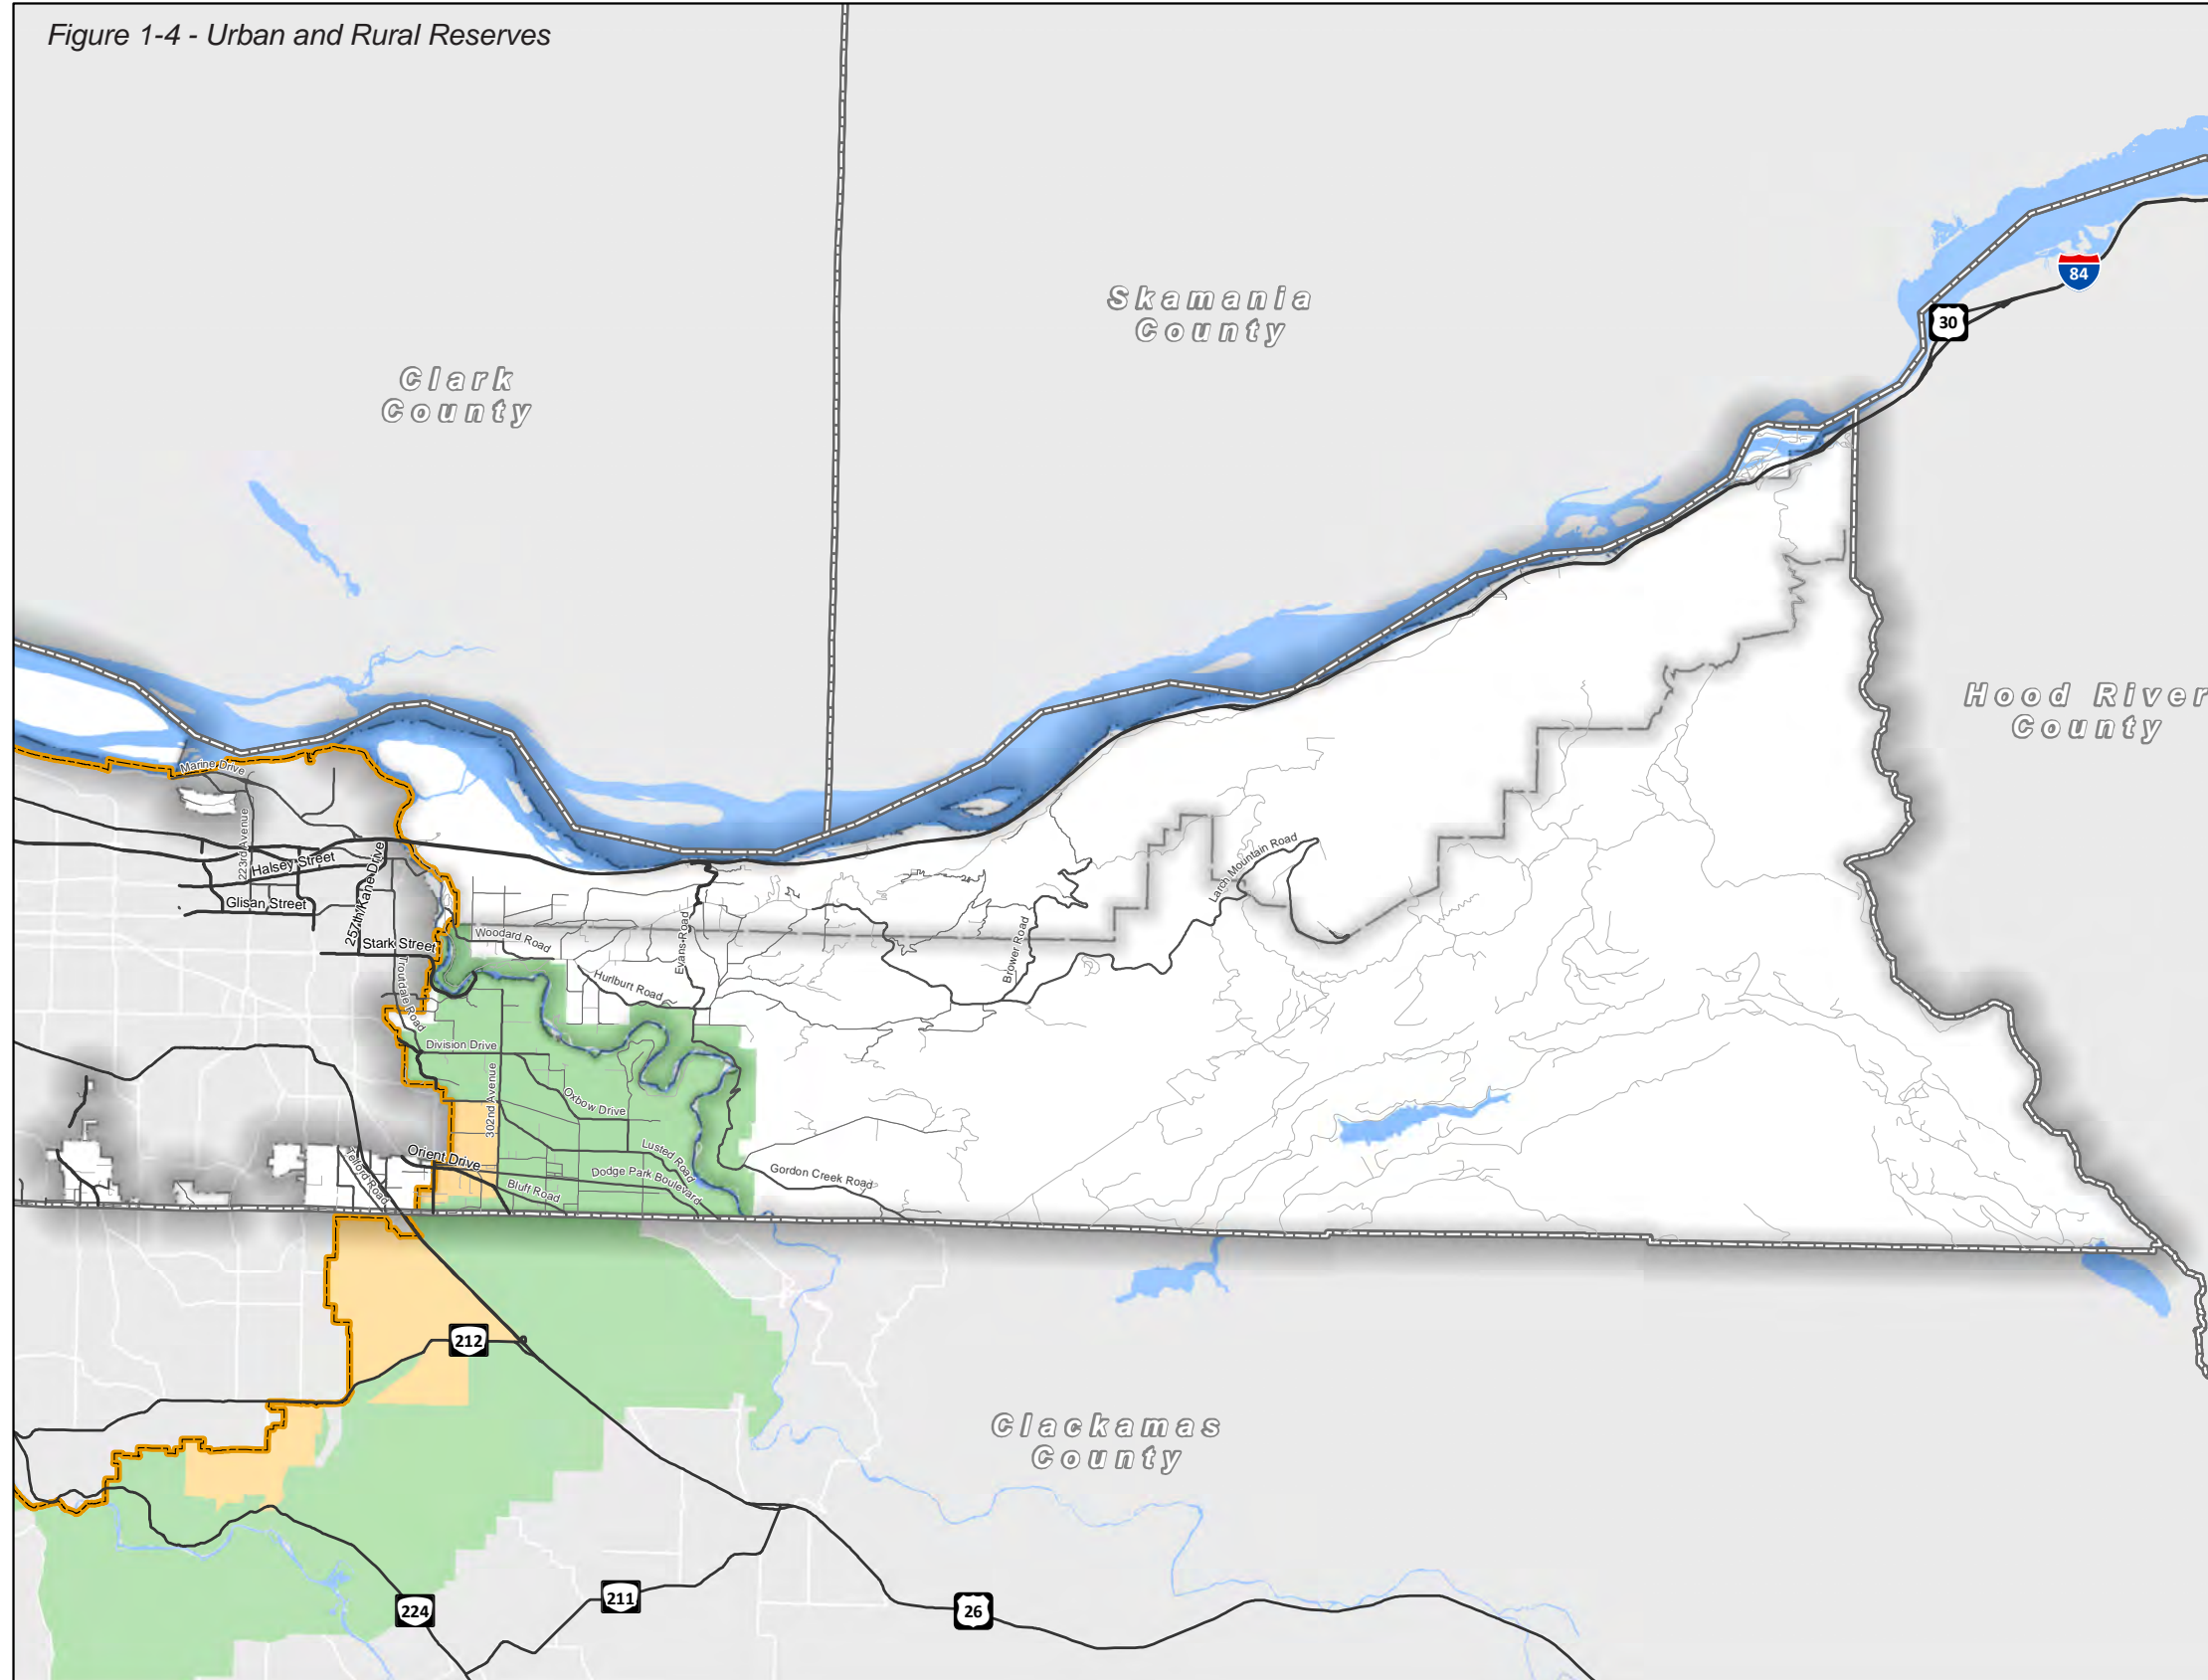 Figure 1-4 - Urban and Rural Reserves
84
30
Skamania
County
Clark
County
Hood River
County
Marine Drive
223rd Avenue
Halsey Street
257th/Kane Drive
Glisan Street
Larch Mountain Road
Stark Street
Woodard Road
Evans Road
Brower Road
Troutdale Road
Hurlburt Road
Division Drive
302nd Avenue
Oxbow Drive
Orient Drive
Lusted Road
Telford Road
Dodge Park Boulevard
Bluff Road
Gordon Creek Road
212
Clackamas
County
224
211
26